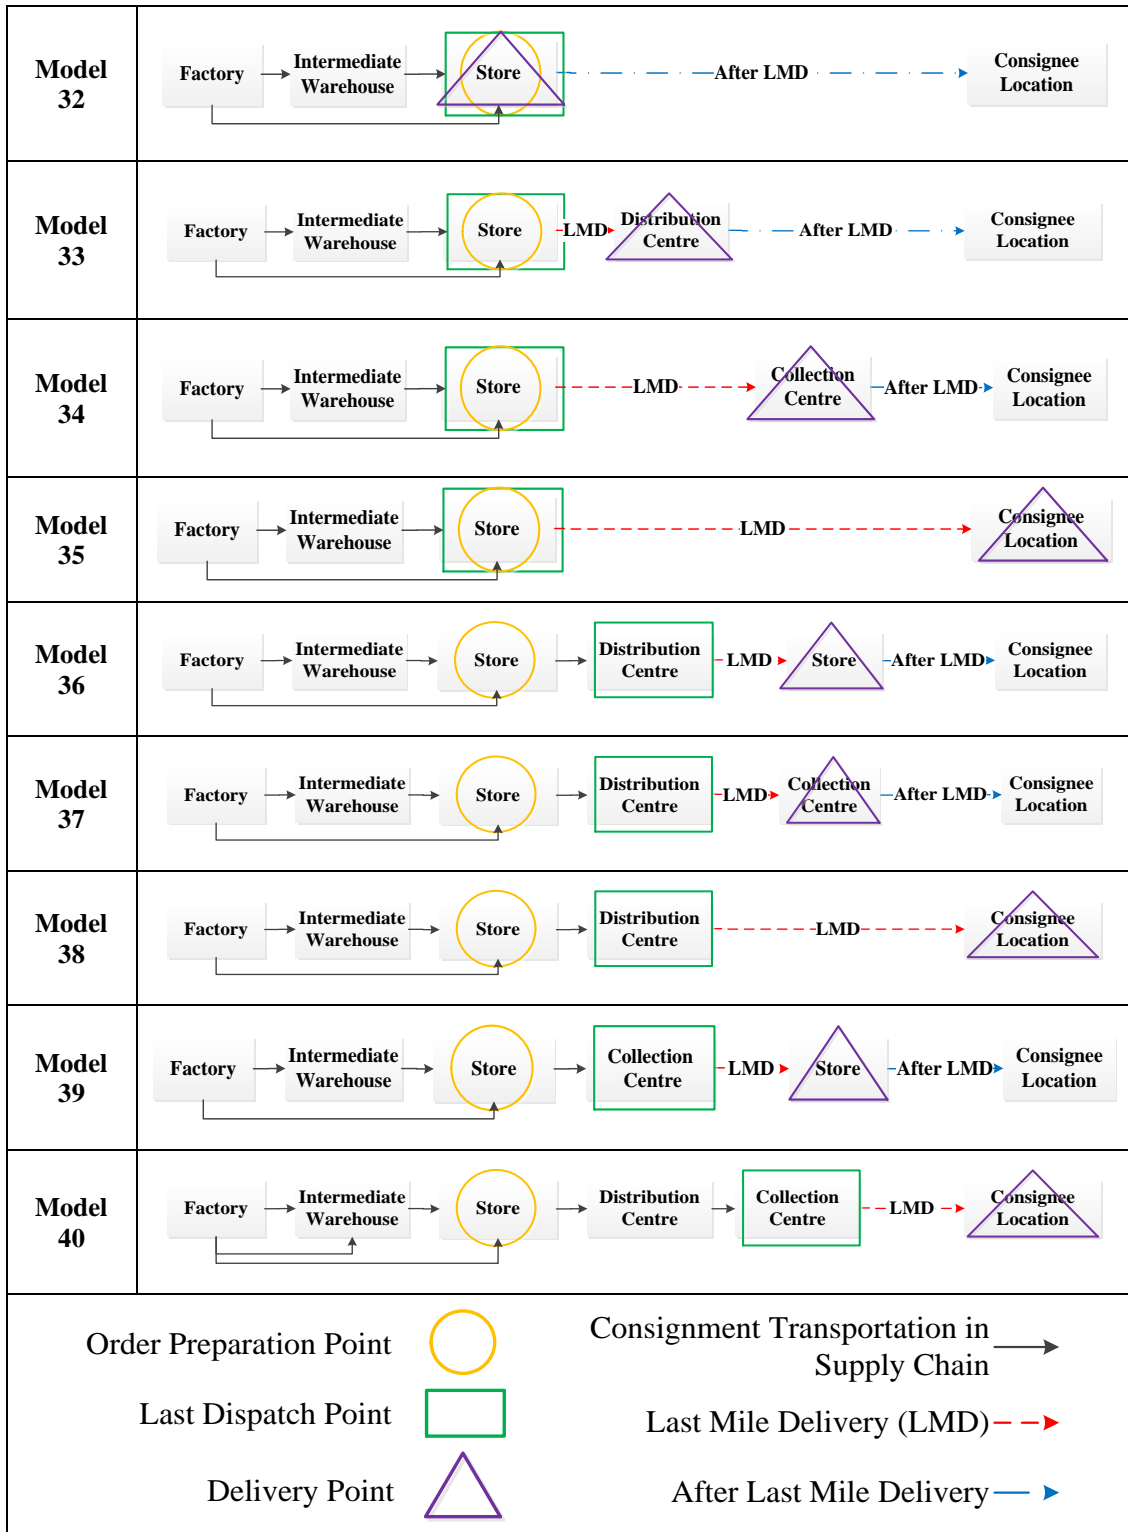 Model
32
Factory
Intermediate
Warehouse
Store
After LMD
Consignee
Location
Model
33
Factory
Intermediate
Warehouse
Store
LMD
Distribution
Centre
After LMD
Consignee
Location
Model
34
Factory
Intermediate
Warehouse
Store
LMD
Collection
Centre
After LMD
Consignee
Location
Model
35
Factory
Intermediate
Warehouse
Store
LMD
Consignee
Location
Model
36
Factory
Intermediate
Warehouse
Store
Distribution
Centre
LMD
Store
After LMD
Consignee
Location
Model
37
Factory
Intermediate
Warehouse
Store
Distribution
Centre
LMD
Collection
Centre
After LMD
Consignee
Location
Model
38
Factory
Intermediate
Warehouse
Store
Distribution
Centre
LMD
Consignee
Location
Model
39
Factory
Intermediate
Warehouse
Store
Collection
Centre
LMD
Store
After LMD
Consignee
Location
Model
40
Factory
Intermediate
Warehouse
Store
Distribution
Centre
Collection
Centre
LMD
Consignee
Location
Order Preparation Point
Consignment Transportation in
Supply Chain
Last Dispatch Point
Last Mile Delivery (LMD)
Delivery Point
After Last Mile Delivery